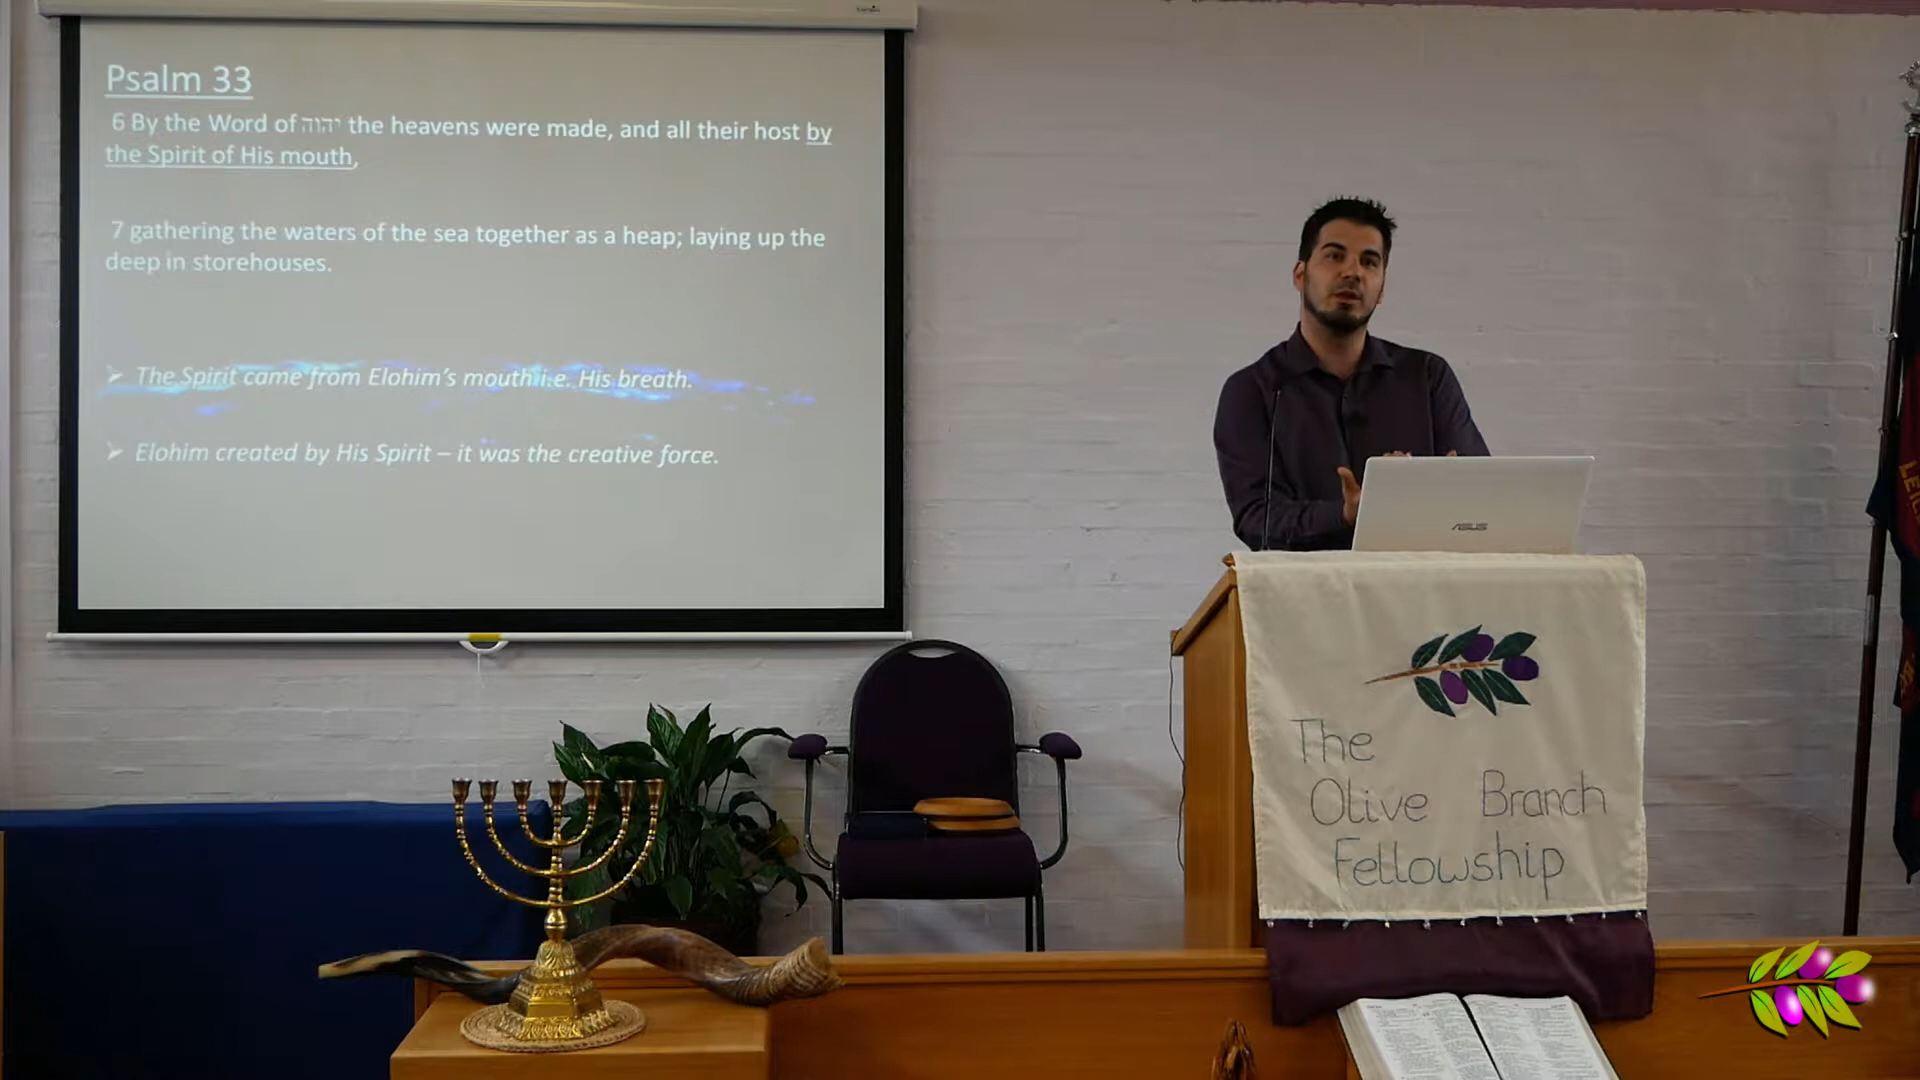 Psalm 33
6 By the Word of יהוה the heavens were made, and all their host by
the Spirit of His mouth,
7 gathering the waters of the sea together as a heap; laying up the
deep in storehouses.
➢ The Spirit came from Elohim’s mouth i.e. His breath.
➢ Elohim created by His Spirit – it was the creative force.
ASUS
The
Olive Branch
Fellowship